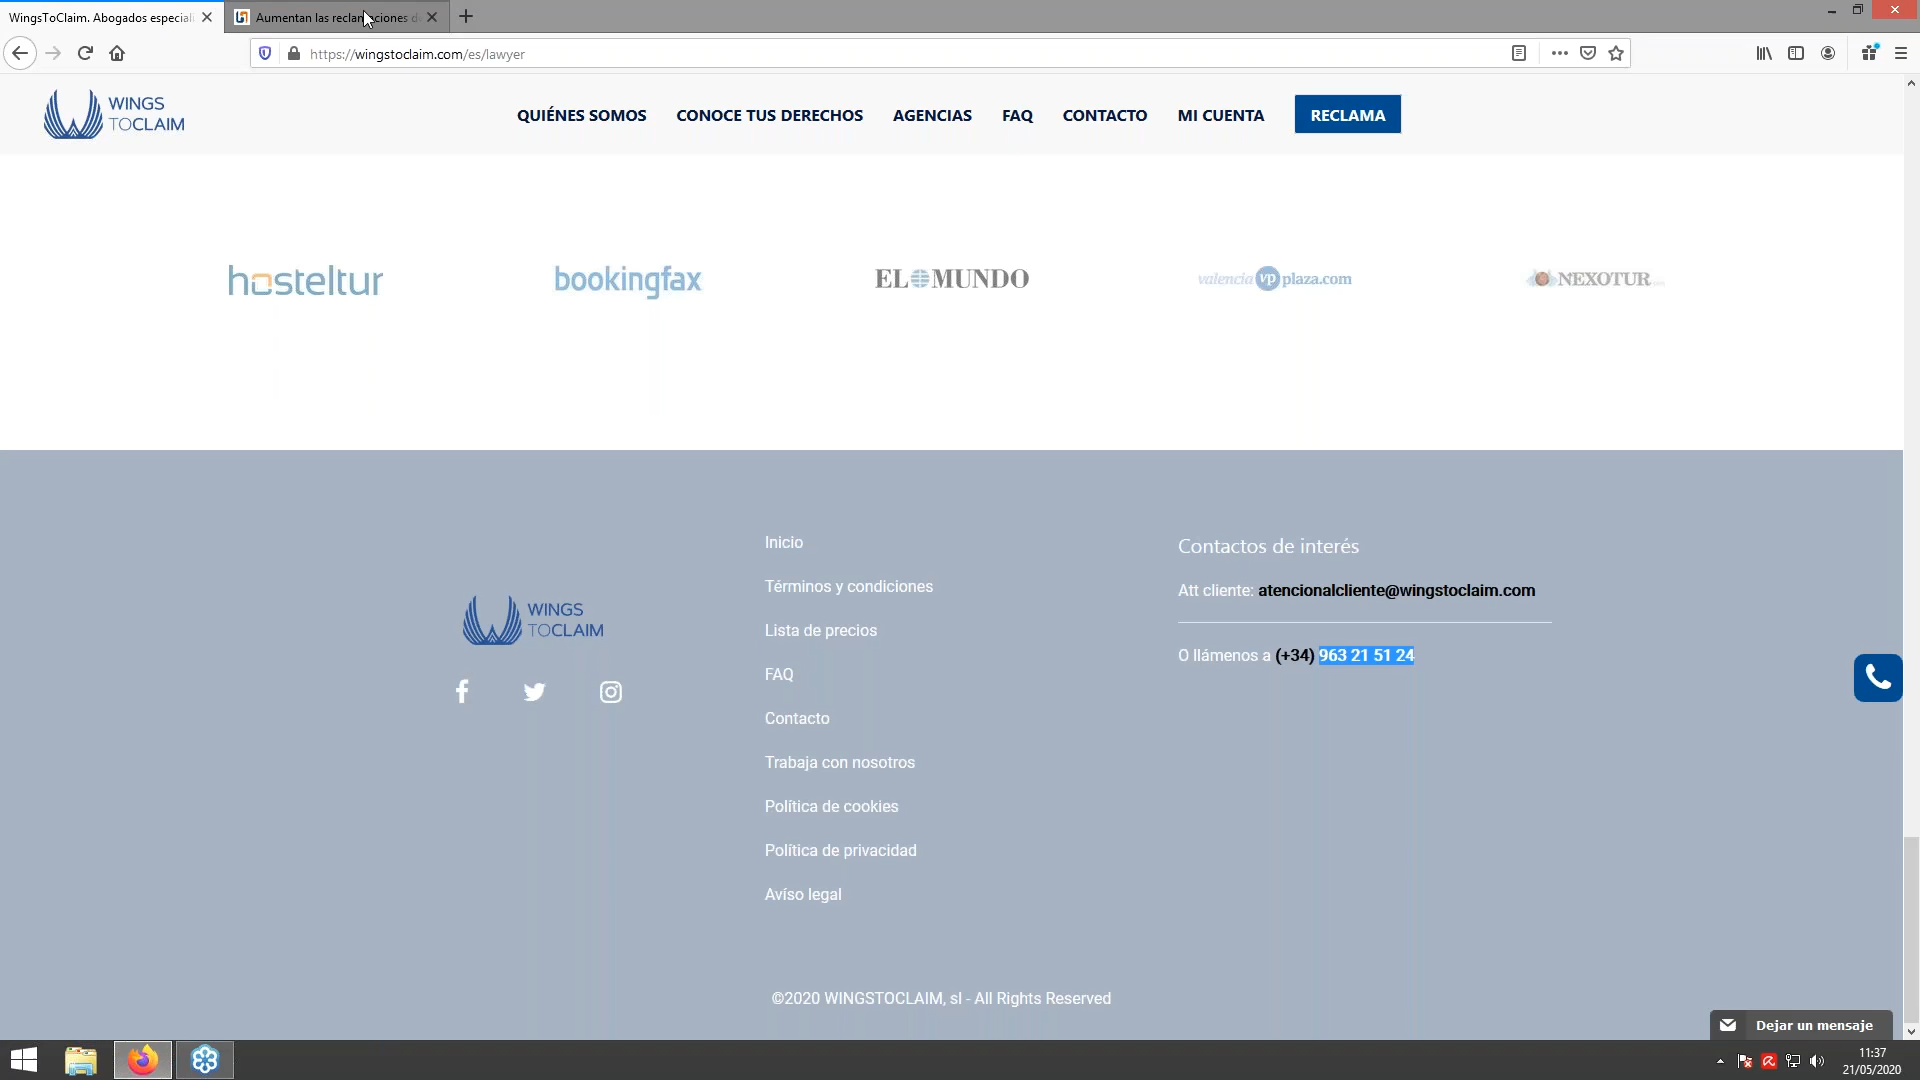 WingsToClaim. Abogados especiali
Aumentan las reclamaciones d
https://wingstoclaim.com/es/lawyer
WINGS
TOCLAIM
QUIÉNES SOMOS
CONOCE TUS DERECHOS
AGENCIAS
FAQ
CONTACTO
MI CUENTA
RECLAMA
hosteltur
bookingfax
EL MUNDO
valencia vp plaza.com
NEXOTUR
WINGS
TOCLAIM
Inicio
Términos y condiciones
Lista de precios
FAQ
Contacto
Trabaja con nosotros
Política de cookies
Política de privacidad
Avíso legal
Contactos de interés
Att cliente: atencionalcliente@wingstoclaim.com
O llámenos a (+34) 963 21 51 24
©2020 WINGSTOCLAIM, sl - All Rights Reserved
Dejar un mensaje
11:37
21/05/2020